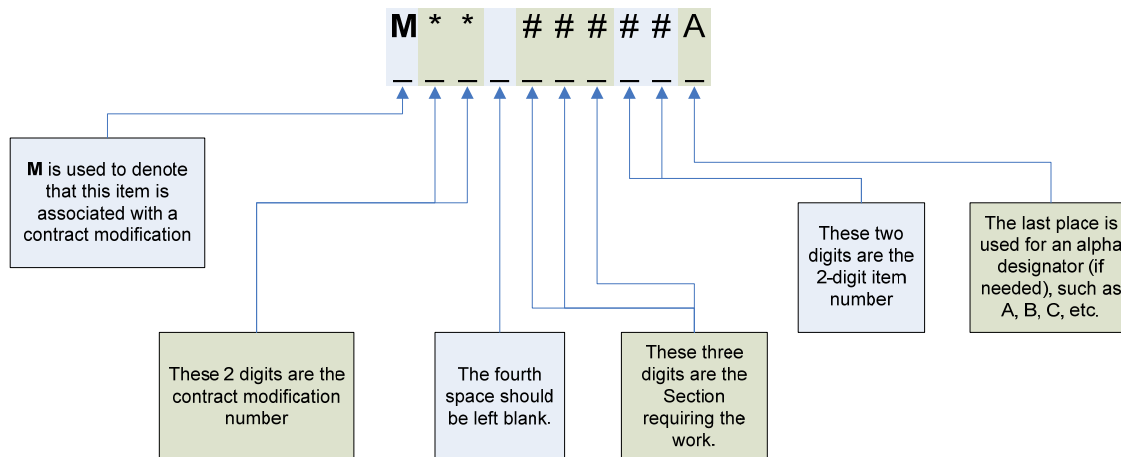 M * * # # # # # A
_ _ _ _ _ _ _ _ _ _
M is used to denote
that this item is
associated with a
contract modification
These 2 digits are the
contract modification
number
The fourth
space should
be left blank.
These three
digits are the
Section
requiring the
work.
These two
digits are the
2-digit item
number
The last place is
used for an alpha
designator (if
needed), such as
A, B, C, etc.